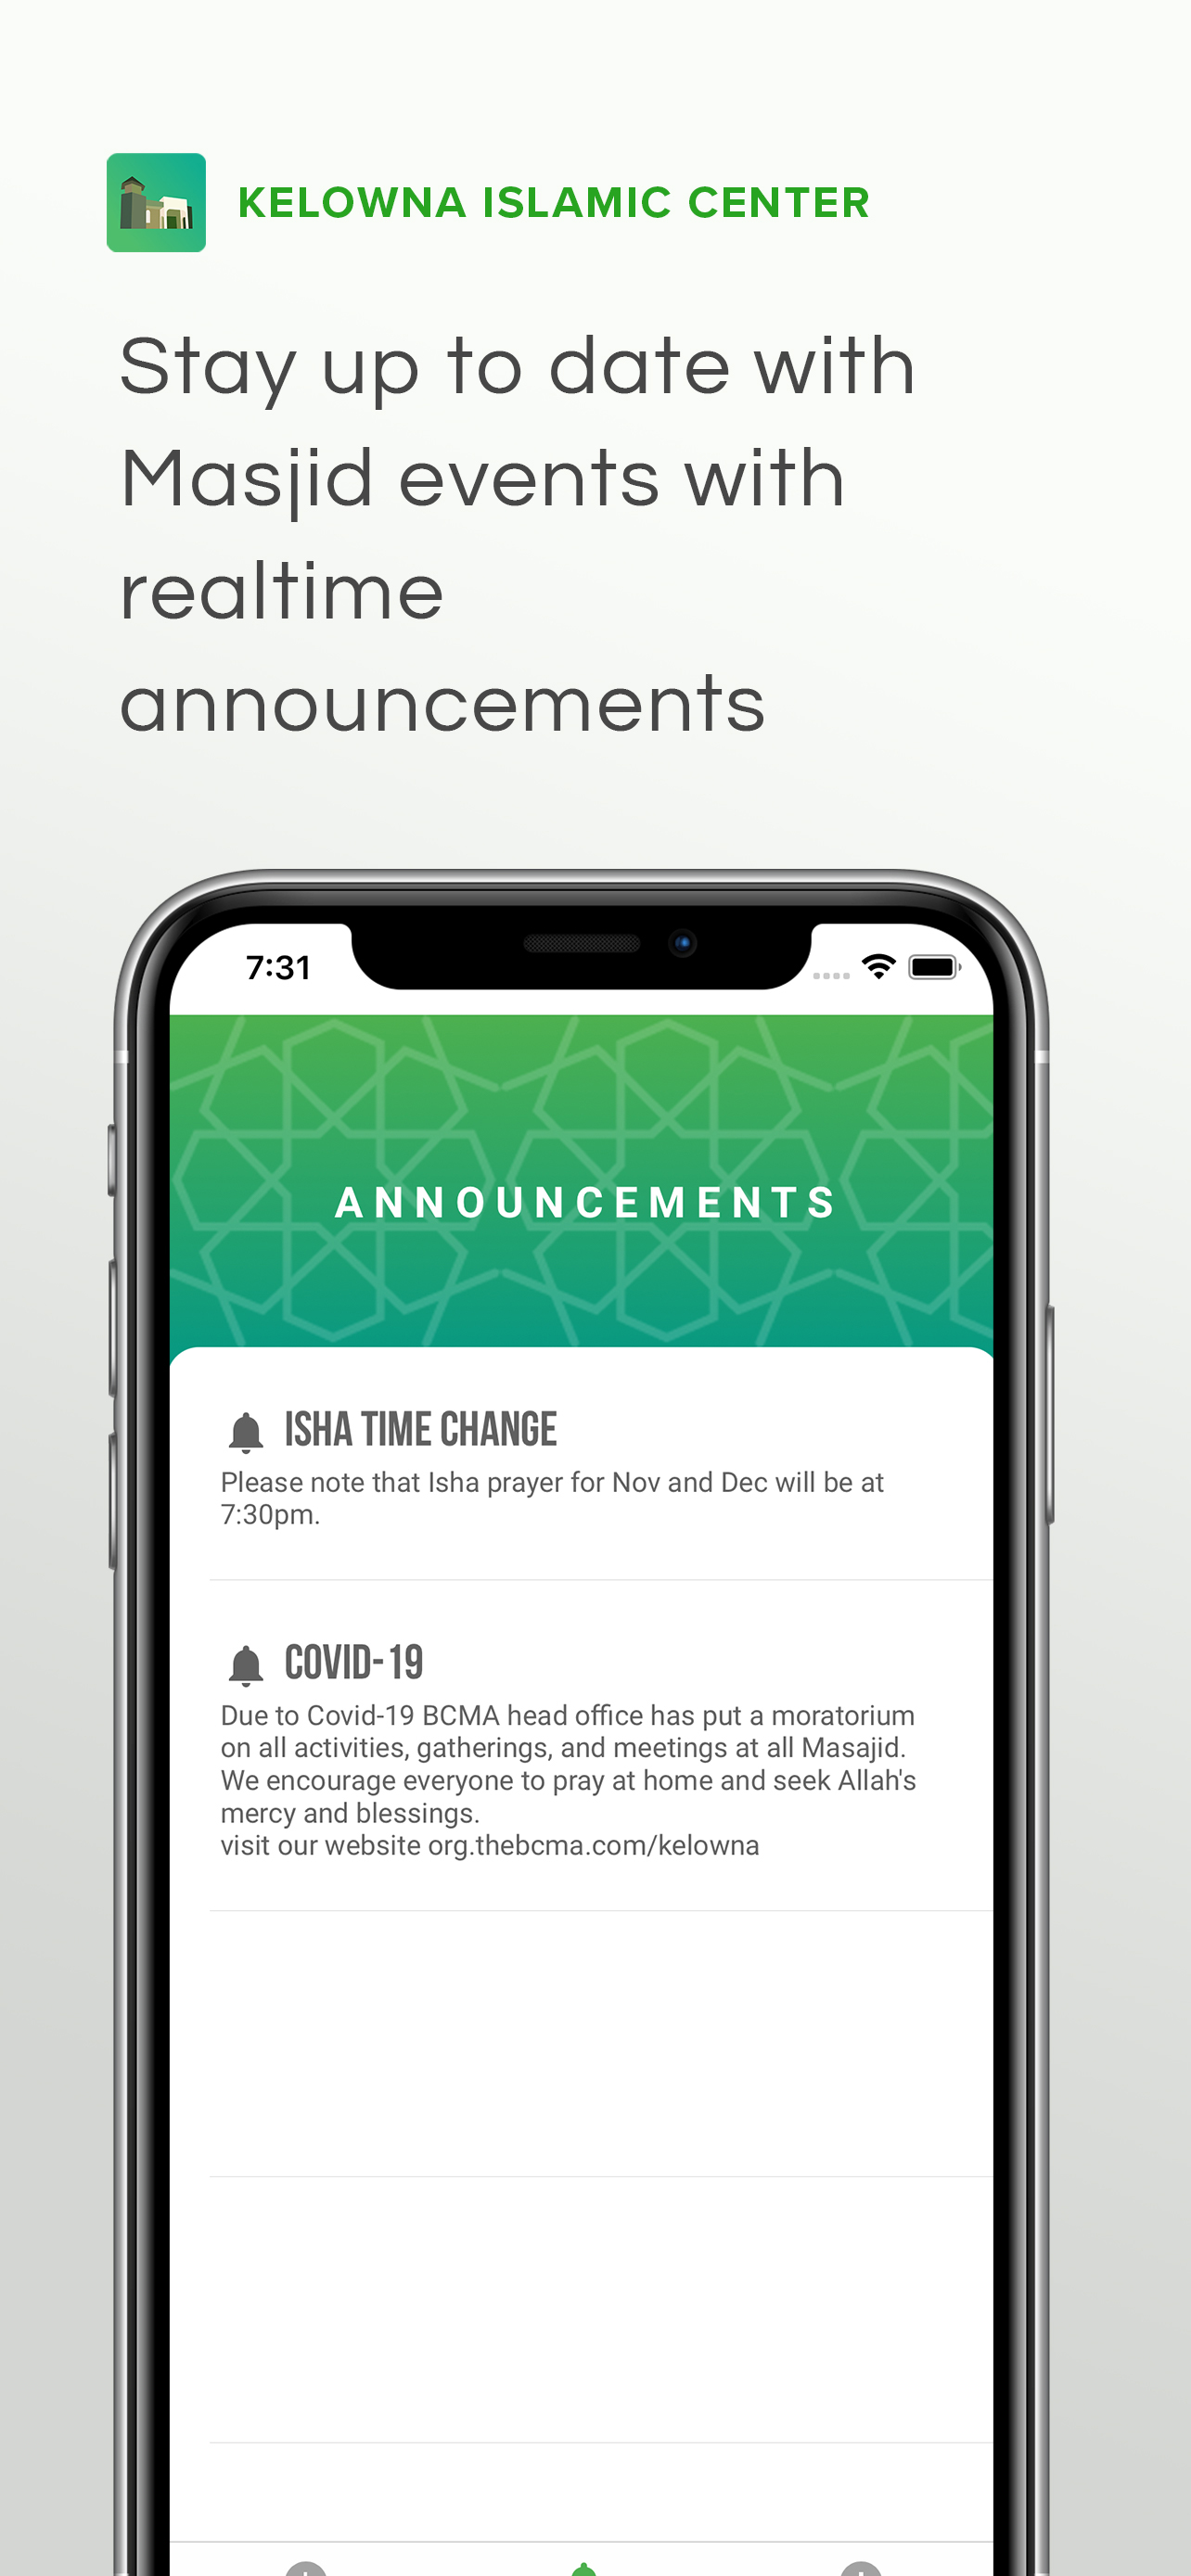 KELOWNA ISLAMIC CENTER
Stay up to date with
Masjid events with
realtime
announcements
7:31
ANNOUNCEMENTS
ISHA TIME CHANGE
Please note that Isha prayer for Nov and Dec will be at
7:30pm.
COVID-19
Due to Covid-19 BCMA head office has put a moratorium
on all activities, gatherings, and meetings at all Masajid.
We encourage everyone to pray at home and seek Allah's
mercy and blessings.
visit our website org.thebcma.com/kelowna